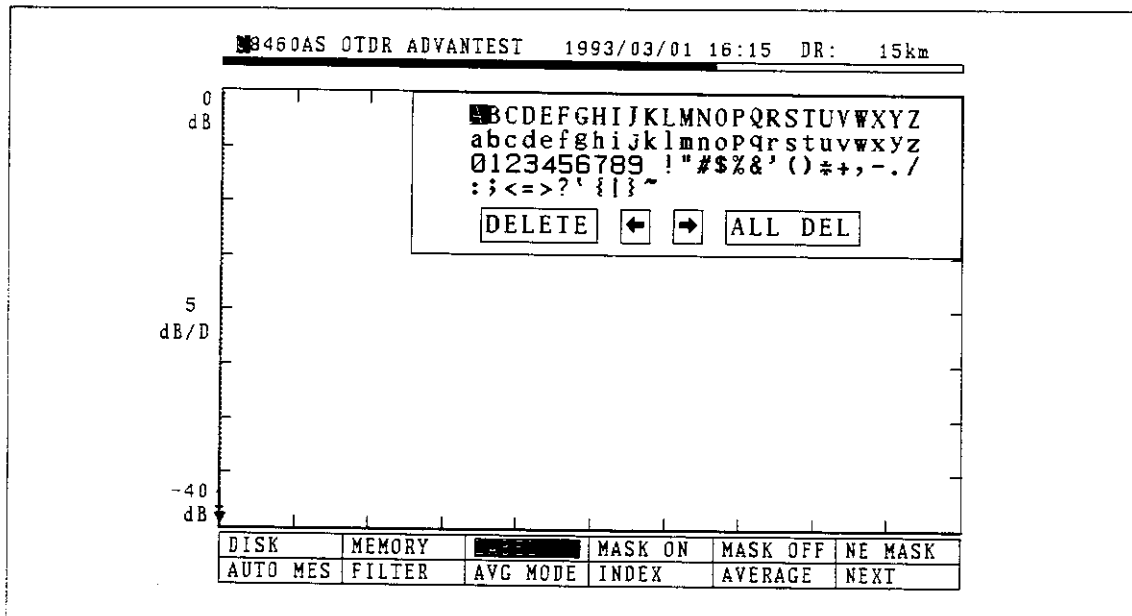 8460AS OTDR ADVANTEST 1993/03/01 16:15 DR: 15km
0
dB
ABCDEFGHIJKLMNOPQRSTUVWXYZ
abcdefghijklmnopqrstuvwxyz
0123456789 !"#$%&'()*+,-./
:;<=>?'{|}~
DELETE ← → ALL DEL
5
dB/D
-40
dB
DISK MEMORY MASK ON MASK OFF NE MASK
AUTO MES FILTER AVG MODE INDEX AVERAGE NEXT